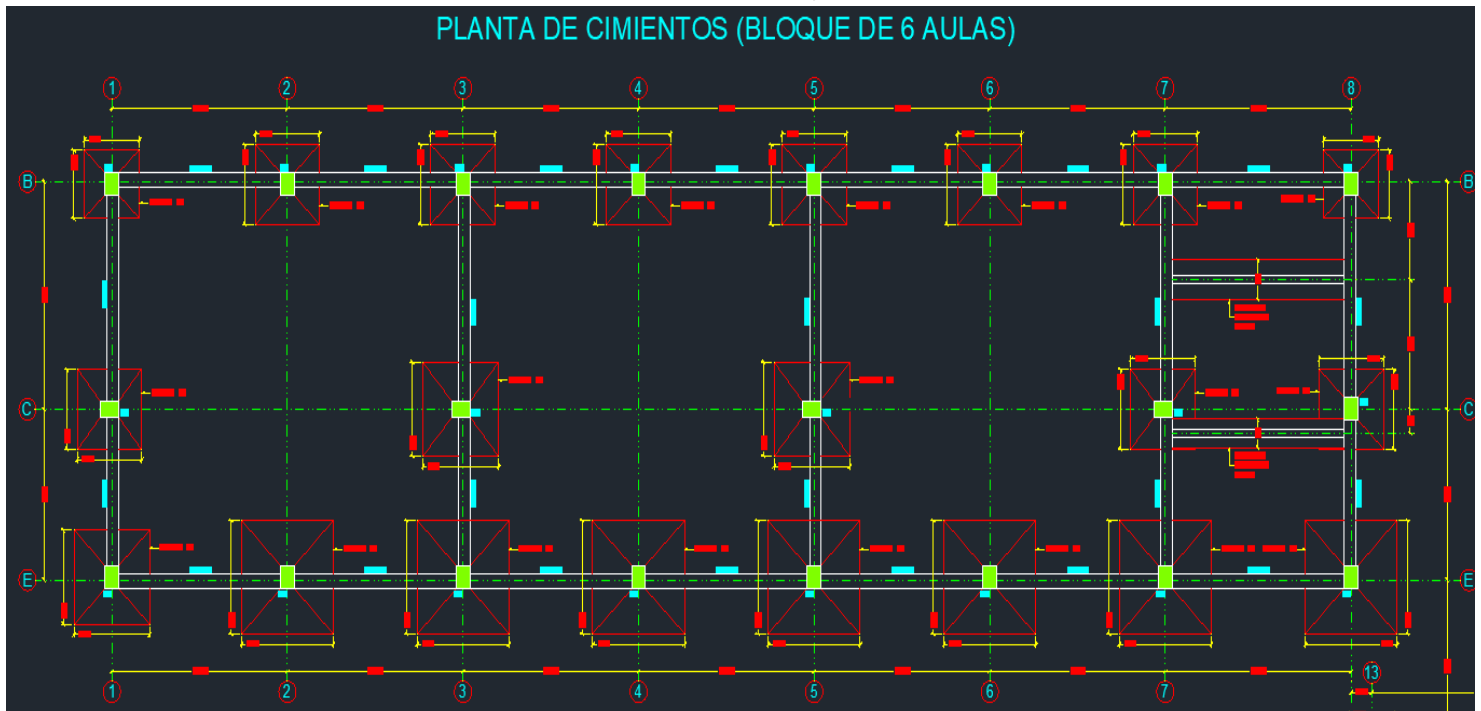 PLANTA DE CIMIENTOS (BLOQUE DE 6 AULAS)
1 2 3 4 5 6 7 8
B B
C C
E E
13
1 2 3 4 5 6 7